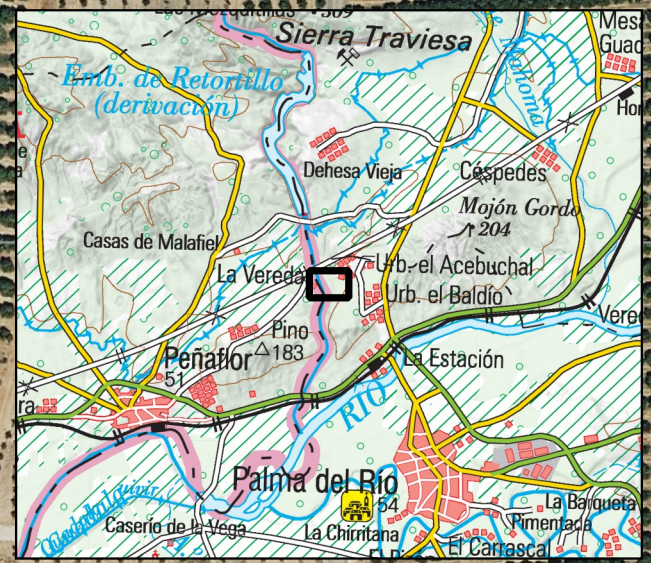 Sierra Traviesa
Mesa
Guad
Emb. de Retortillo
(derivación)
Dehesa Vieja
Céspedes
Mojón Gordo
204
Casas de Malafiel
Urb. el Acebuchal
La Vereda
Urb. el Baldío
Pino
183
Peñaflor
51
La Estación
RIO
Palma del Río
54
La Barqueta
Pimentada
Caserío de la Vega
La Chirritana
El Carrascal